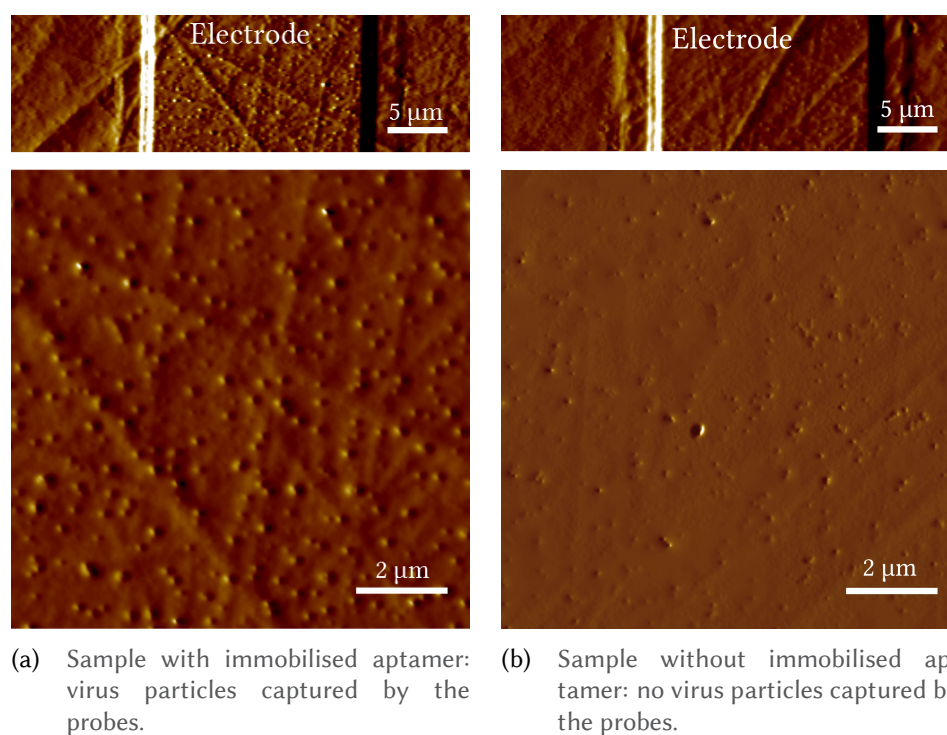 Electrode
5 µm
Electrode
5 µm
2 µm
2 µm
(a) Sample with immobilised aptamer:
virus particles captured by the
probes.
(b) Sample without immobilised ap
tamer: no virus particles captured b
the probes.